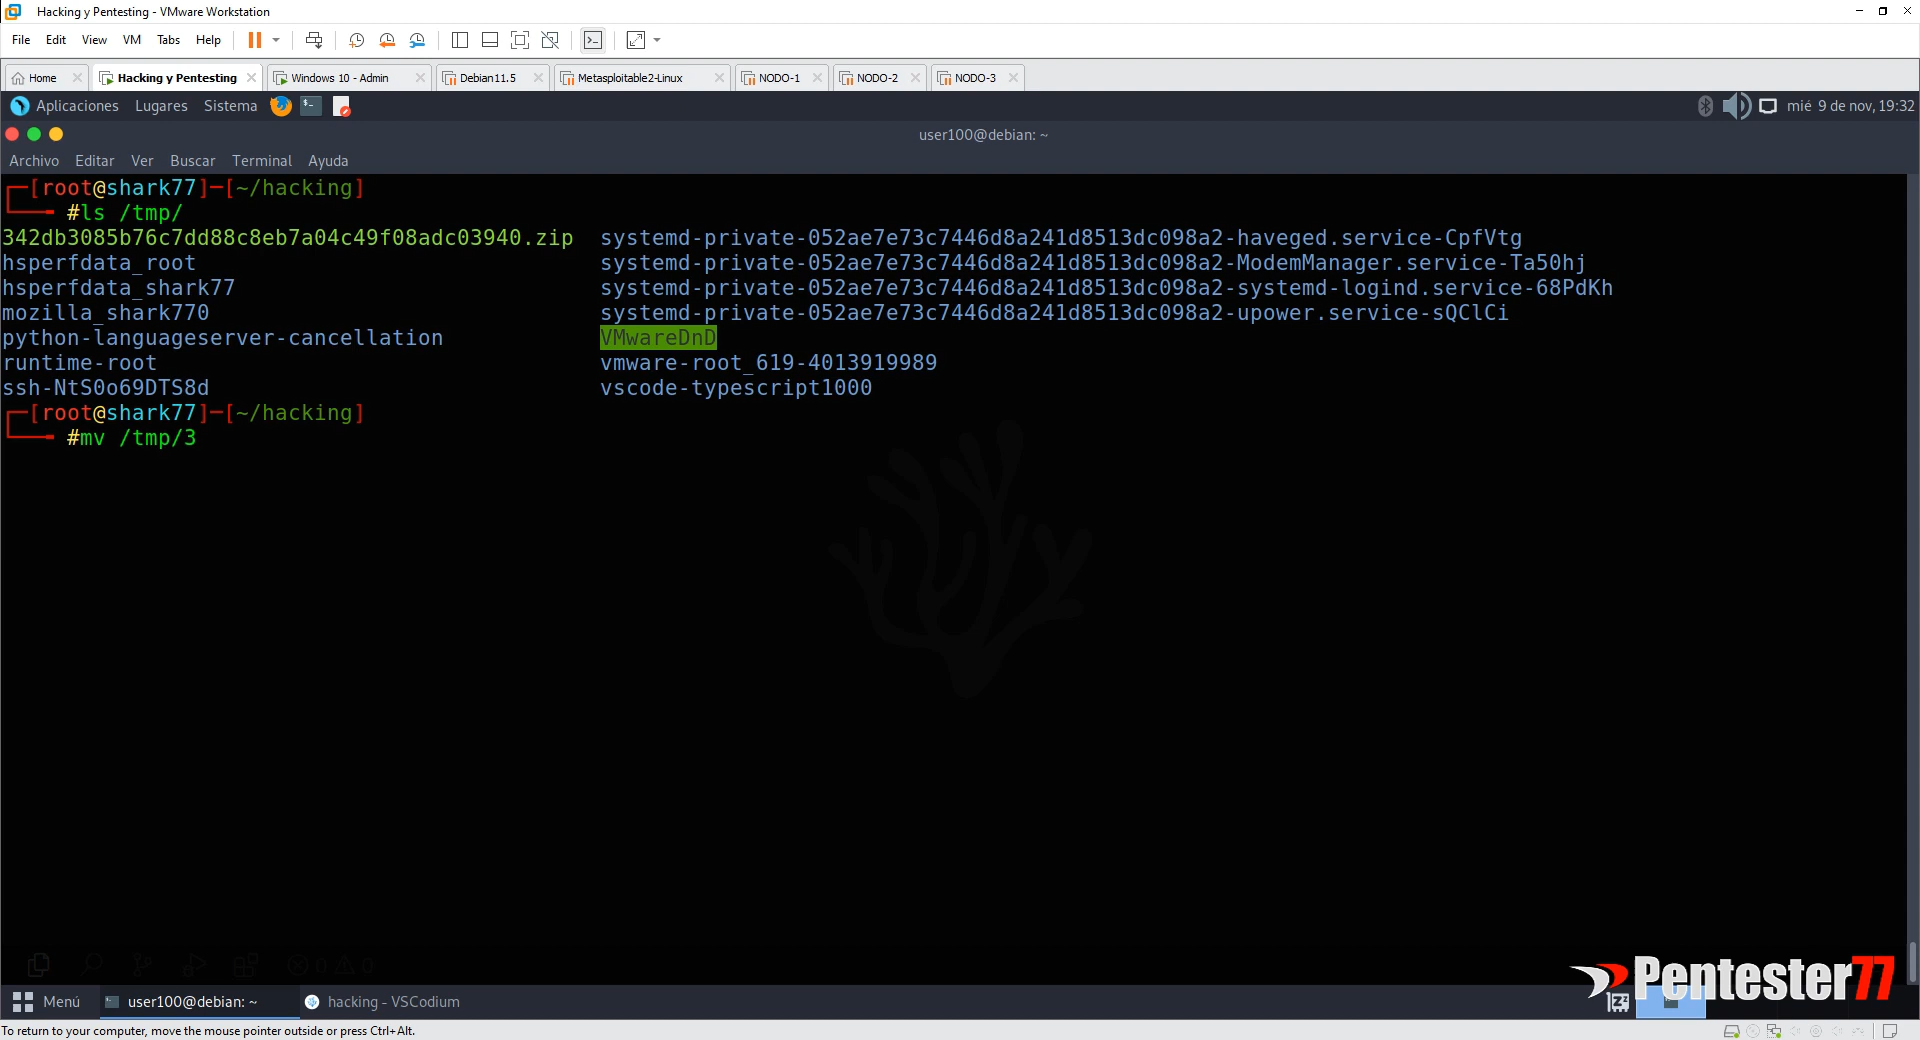 Hacking y Pentesting - VMware Workstation
File Edit View VM Tabs Help
Home Hacking y Pentesting Windows 10 - Admin Debian11.5 Metasploitable2-Linux NODO-1 NODO-2 NODO-3
Aplicaciones Lugares Sistema mié 9 de nov, 19:32
user100@debian: ~
Archivo Editar Ver Buscar Terminal Ayuda
[root@shark77]─[~/hacking]
#ls /tmp/
342db3085b76c7dd88c8eb7a04c49f08adc03940.zip systemd-private-052ae7e73c7446d8a241d8513dc098a2-haveged.service-CpfVtg
hsperfdata_root systemd-private-052ae7e73c7446d8a241d8513dc098a2-ModemManager.service-Ta50hj
hsperfdata_shark77 systemd-private-052ae7e73c7446d8a241d8513dc098a2-systemd-logind.service-68PdKh
mozilla_shark770 systemd-private-052ae7e73c7446d8a241d8513dc098a2-upower.service-sQClCi
python-languageserver-cancellation VMwareDnD
runtime-root vmware-root_619-4013919989
ssh-NtS0o69DTS8d vscode-typescript1000
[root@shark77]─[~/hacking]
#mv /tmp/3
0 0
Pentester77
Menú user100@debian: ~ hacking - VSCodium
To return to your computer, move the mouse pointer outside or press Ctrl+Alt.